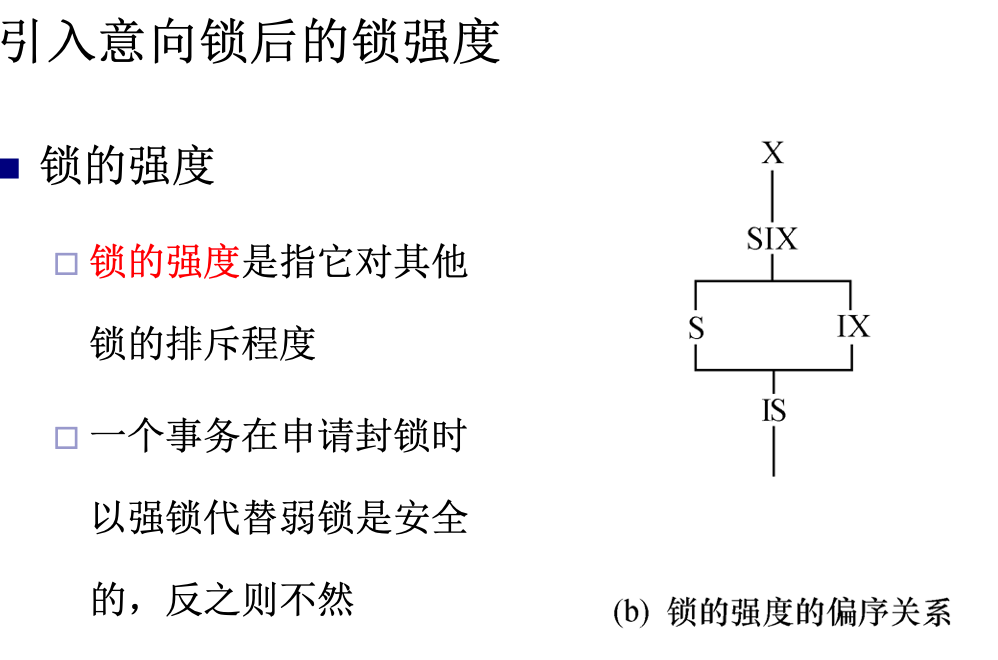 引入意向锁后的锁强度
锁的强度
锁的强度是指它对其他
锁的排斥程度
一个事务在申请封锁时
以强锁代替弱锁是安全
的，反之则不然
X
SIX
S
IX
IS
(b) 锁的强度的偏序关系